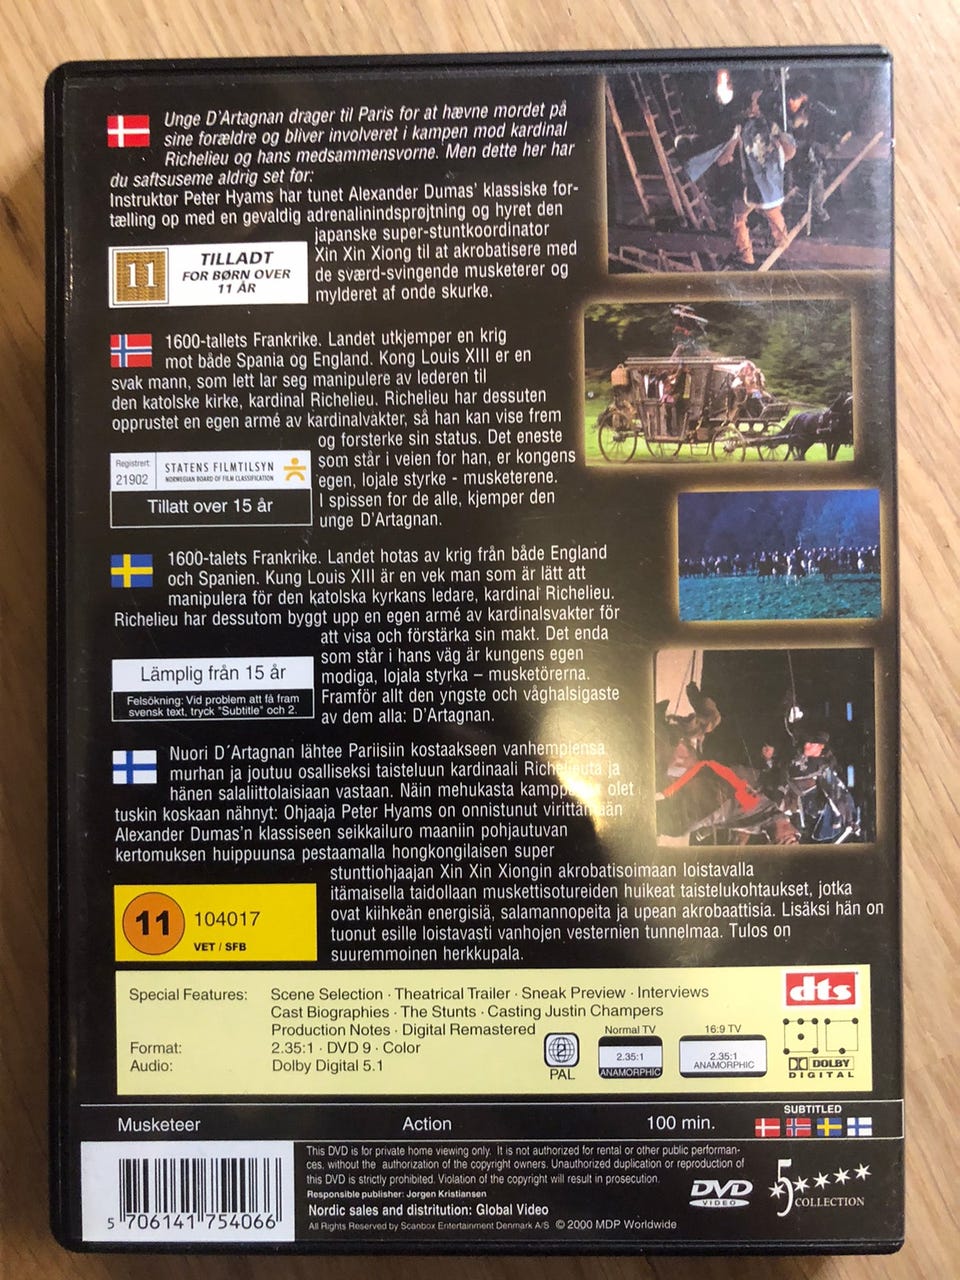 Unge D'Artagnan drager til Paris for at hævne mordet på
sine forældre og bliver involveret i kampen mod kardinal
Richelieu og hans medsammensvorne. Men dette her har
du saftsuseme aldrig set før:
Instruktør Peter Hyams har tunet Alexander Dumas' klassiske for-
tælling op med en gevaldig adrenalinindsprøjtning og hyret den
japanske super-stuntkoordinator
Xin Xin Xiong til at akrobatisere med
de sværd-svingende musketerer og
mylderet af onde skurke.
11
TILLADT
FOR BØRN OVER
11 ÅR
1600-tallets Frankrike. Landet utkjemper en krig
mot både Spania og England. Kong Louis XIII er en
svak mann, som lett lar seg manipulere av lederen til
den katolske kirke, kardinal Richelieu. Richelieu har dessuten
opprustet en egen armé av kardinalvakter, så han kan vise frem
og forsterke sin status. Det eneste
som står i veien for han, er kongens
egen, lojale styrke - musketerene.
I spissen for de alle, kjemper den
unge D'Artagnan.
Registrert:
21902
STATENS FILMTILSYN
NORWEGIAN BOARD OF FILM CLASSIFICATION
Tillatt over 15 år
1600-talets Frankrike. Landet hotas av krig från både England
och Spanien. Kung Louis XIII är en vek man som är lätt att
manipulera för den katolska kyrkans ledare, kardinal Richelieu.
Richelieu har dessutom byggt upp en egen armé av kardinalsvakter för
att visa och förstärka sin makt. Det enda
som står i hans väg är kungens egen
modiga, lojala styrka – musketörerna.
Framför allt den yngste och våghalsigaste
av dem alla: D'Artagnan.
Lämplig från 15 år
Felsökning: Vid problem att få fram
svensk text, tryck "Subtitle" och 2.
Nuori D´Artagnan lähtee Pariisiin kostaakseen vanhempiensa
murhan ja joutuu osalliseksi taisteluun kardinaali Richelieuta ja
hänen salaliittolaisiaan vastaan. Näin mehukasta olet
tuskin koskaan nähnyt: Ohjaaja Peter Hyams on onnistunut virittämään
Alexander Dumas'n klassiseen seikkailuro maaniin pohjautuvan
kertomuksen huippuunsa pestaamalla hongkongilaisen super
stunttiohjaajan Xin Xin Xiongin akrobatisoimaan loistavalla
itämaisella taidollaan muskettisotureiden huikeat taistelukohtaukset, jotka
ovat kiihkeän energisiä, salamannopeita ja upean akrobaattisia. Lisäksi hän on
tuonut esille loistavasti vanhojen vesternien tunnelmaa. Tulos on
suuremmoinen herkkupala.
11
104017
VET / SFB
Special Features: Scene Selection · Theatrical Trailer · Sneak Preview · Interviews
Cast Biographies · The Stunts · Casting Justin Champers
Production Notes · Digital Remastered
Format: 2.35:1 · DVD 9 · Color
Audio: Dolby Digital 5.1
2
PAL
Normal TV
2.35:1
ANAMORPHIC
16:9 TV
2.35:1
ANAMORPHIC
dts
DOLBY
DIGITAL
Musketeer Action 100 min.
SUBTITLED
This DVD is for private home viewing only. It is not authorized for rental or other public performan-
ces, without the authorization of the copyright owners. Unauthorized duplication or reproduction of
this DVD is strictly prohibited. Violation of the copyright will result in prosecution.
Responsible publisher: Jørgen Kristiansen
Nordic sales and distribution: Global Video
All Rights Reserved by Scanbox Entertainment Denmark A/S © 2000 MDP Worldwide
DVD
VIDEO
5
COLLECTION
5 706141 754066